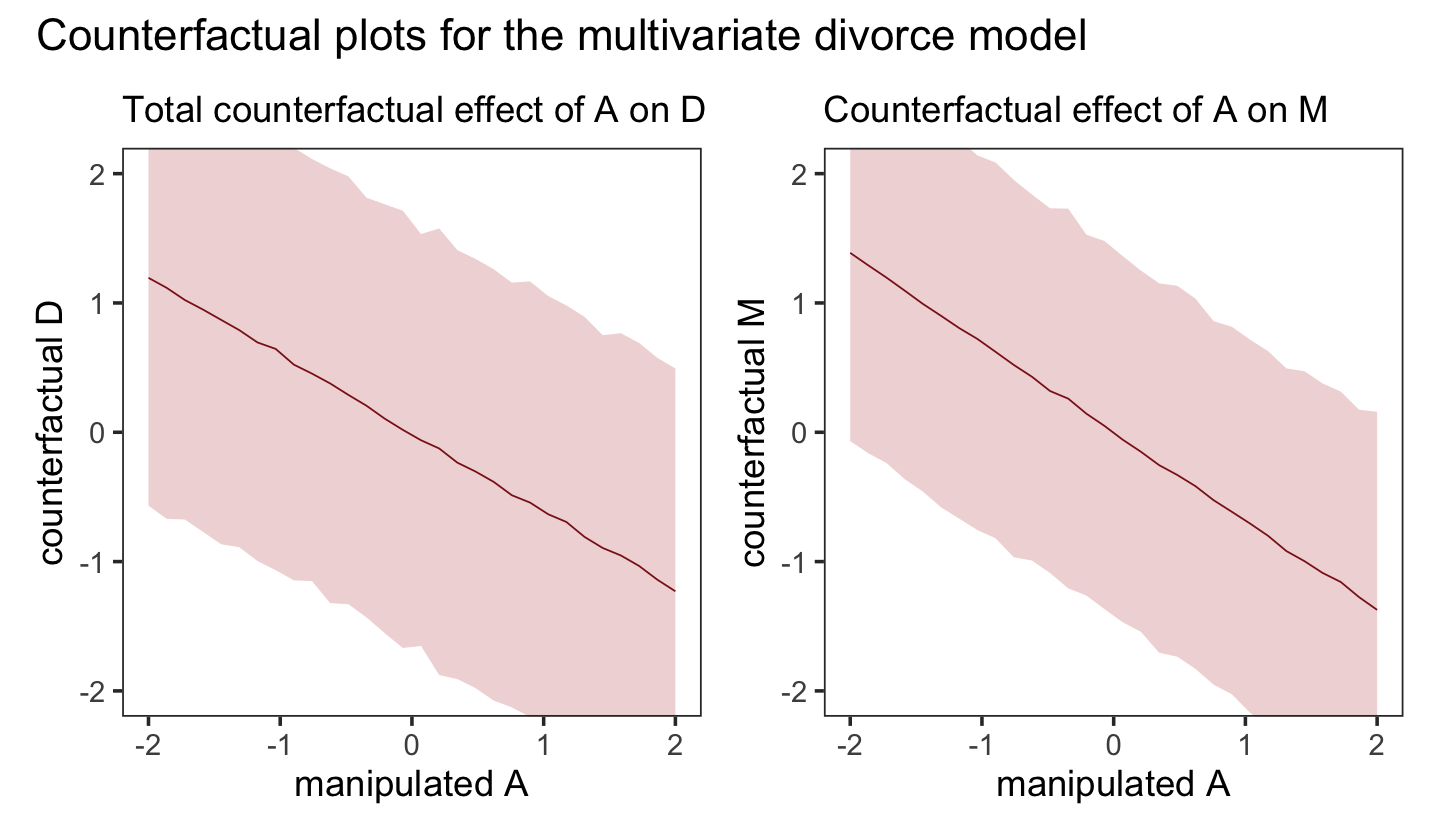 Counterfactual plots for the multivariate divorce model
Total counterfactual effect of A on D
counterfactual D
2
1
0
-1
-2
-2 -1 0 1 2
manipulated A
Counterfactual effect of A on M
counterfactual M
2
1
0
-1
-2
-2 -1 0 1 2
manipulated A